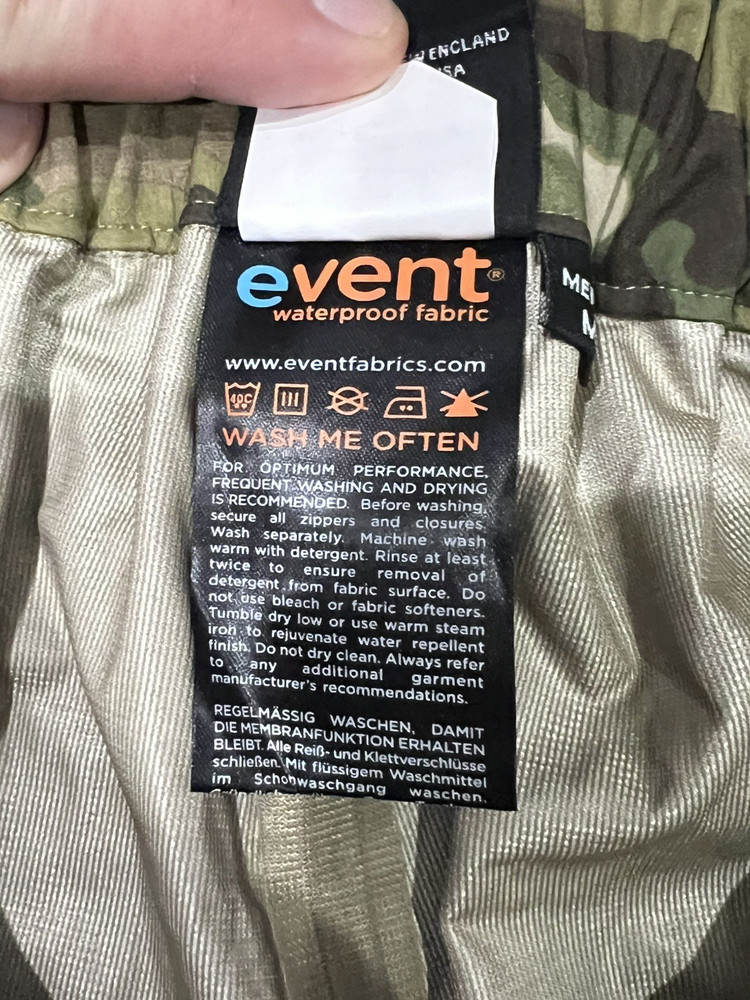 ENGLAND
USA
event®
waterproof fabric
www.eventfabrics.com
40C
WASH ME OFTEN
FOR OPTIMUM PERFORMANCE,
FREQUENT WASHING AND DRYING
IS RECOMMENDED. Before washing,
secure all zippers and closures.
Wash separately. Machine wash
warm with detergent. Rinse at least
twice to ensure removal of
detergent from fabric surface. Do
not use bleach or fabric softeners.
Tumble dry low or use warm steam
iron to rejuvenate water repellent
finish. Do not dry clean. Always refer
to any additional garment
manufacturer's recommendations.
REGELMÄSSIG WASCHEN, DAMIT
DIE MEMBRANFUNKTION ERHALTEN
BLEIBT. Alle Reiß- und Klettverschlüsse
schließen. Mit flüssigem Waschmittel
im Schonwaschgang waschen.